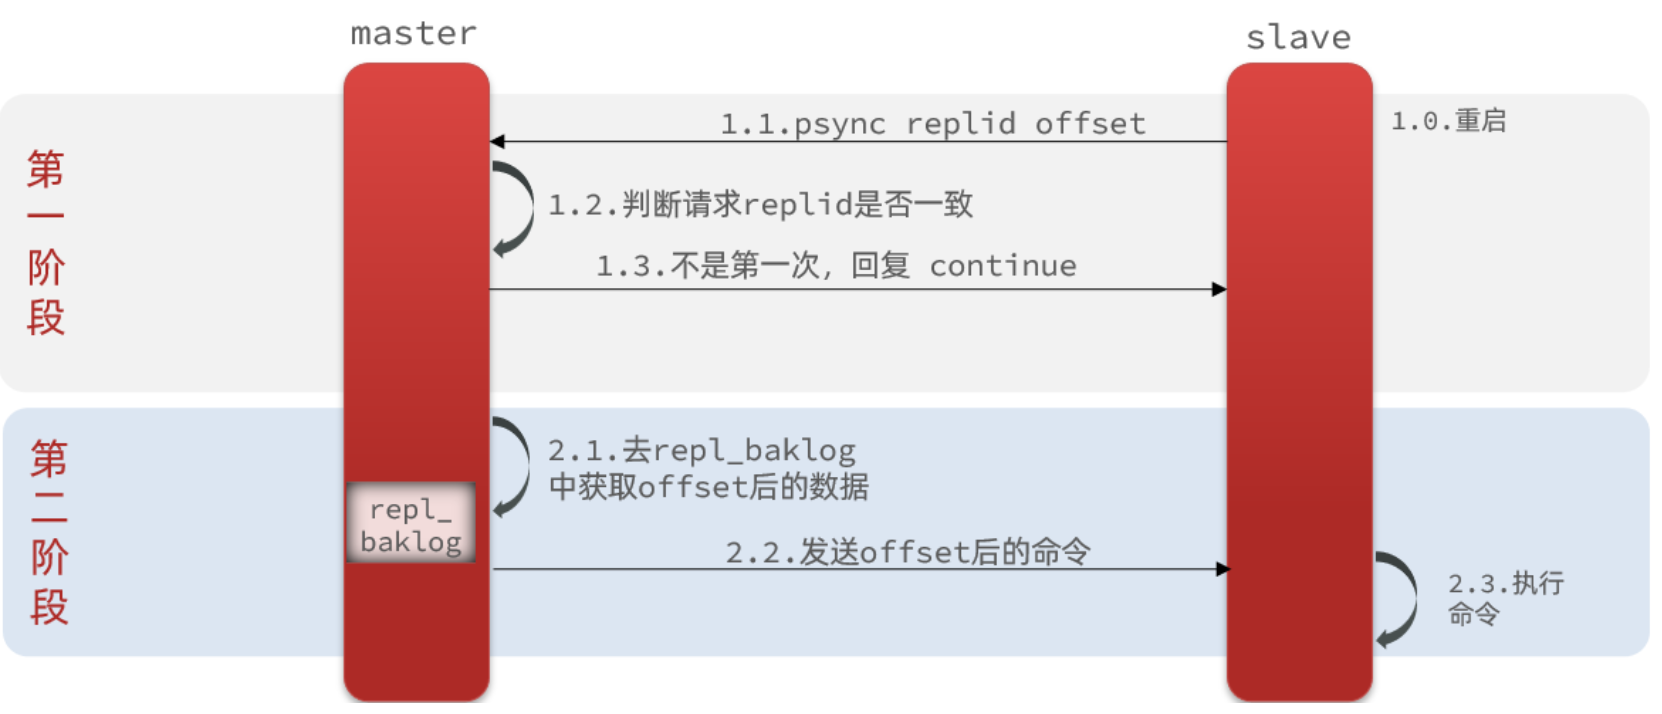 master
slave
第一阶段
1.0.重启
1.1.psync replid offset
1.2.判断请求replid是否一致
1.3.不是第一次, 回复 continue
第二阶段
2.1.去repl_baklog
中获取offset后的数据
repl_
baklog
2.2.发送offset后的命令
2.3.执行
命令